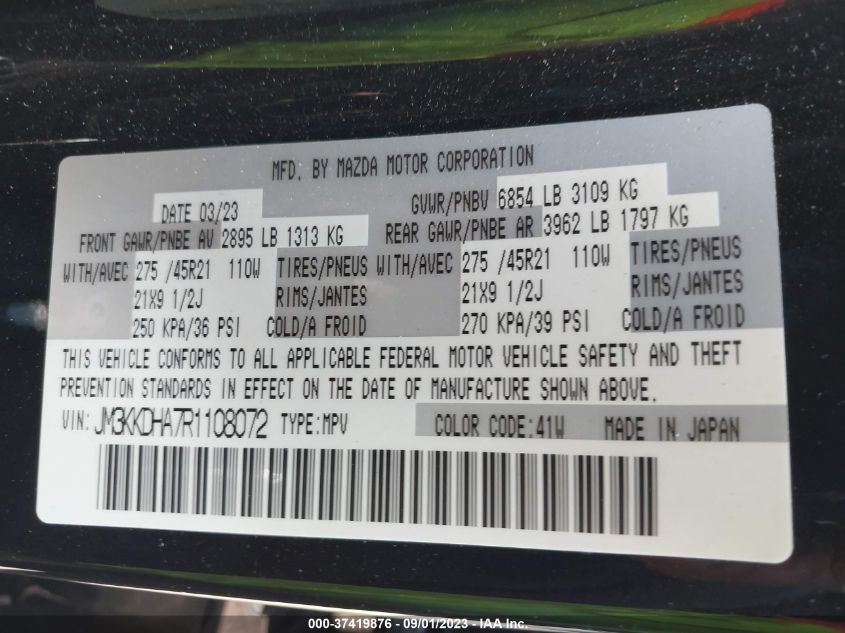 MFD. BY MAZDA MOTOR CORPORATION
DATE 03/23 GVWR/PNBV 6854 LB 3109 KG
FRONT GAWR/PNBE AV 2895 LB 1313 KG REAR GAWR/PNBE AR 3962 LB 1797 KG
WITH/AVEC 275 /45R21 110W TIRES/PNEUS WITH/AVEC 275 /45R21 110W TIRES/PNEUS
21X9 1/2J RIMS/JANTES 21X9 1/2J RIMS/JANTES
250 KPA/36 PSI COLD/A FROID 270 KPA/39 PSI COLD/A FROID
THIS VEHICLE CONFORMS TO ALL APPLICABLE FEDERAL MOTOR VEHICLE SAFETY AND THEFT
PREVENTION STANDARDS IN EFFECT ON THE DATE OF MANUFACTURE SHOWN ABOVE.
VIN: JM3KKDHA7R1108072 TYPE:MPV COLOR CODE:41W MADE IN JAPAN
000-37419876 - 09/01/2023 - IAA Inc.